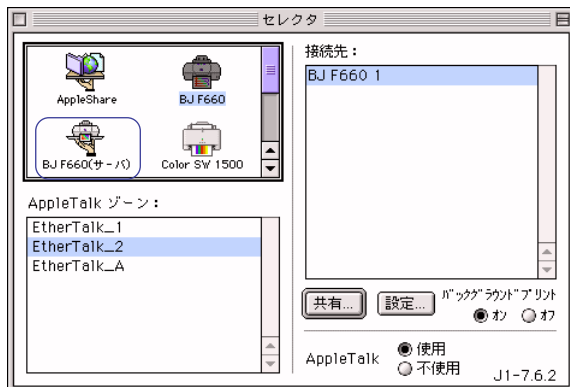 セレクタ
AppleShare
BJ F660
BJ F660(サーバ)
Color SW 1500
AppleTalk ゾーン：
EtherTalk_1
EtherTalk_2
EtherTalk_A
接続先：
BJ F660 1
共有...
設定...
ﾊﾞｯｸｸﾞﾗｳﾝﾄﾞﾌﾟﾘﾝﾄ
ｵﾝ
ｵﾌ
AppleTalk
使用
不使用
J1-7.6.2